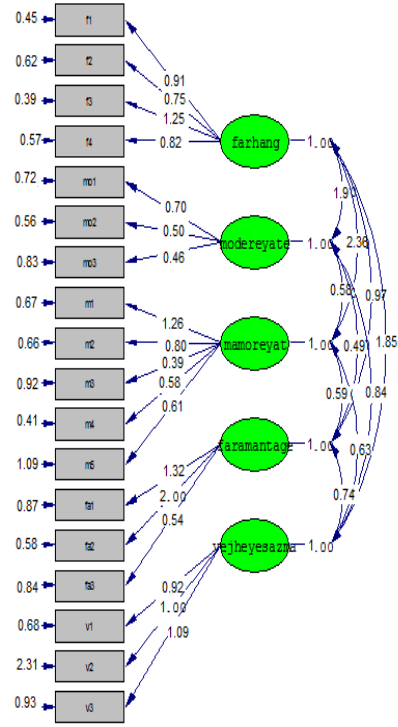 0.45 f1
0.91
0.62 f2
0.75
0.39 f3
1.25
0.57 f4
0.82
farhang 1.00
0.72 mo1
0.70
1.9
0.56 mo2
0.50
modereyate 1.00 2.36
0.83 mo3
0.46
0.58 0.97
0.67 m1
1.26
0.66 m2
0.80
mamoreyat 1.00 0.49 1.85
0.92 m3
0.39
0.58
0.59 0.84
0.41 m4
0.61
faramantage 1.00 0.63
1.09
1.32
0.87 fa1
2.00
0.74
0.54
0.58 fa2
vejheyesazma 1.00
0.84 fa3
0.92
0.68 v1
1.00
1.09
2.31 v2
0.93 v3